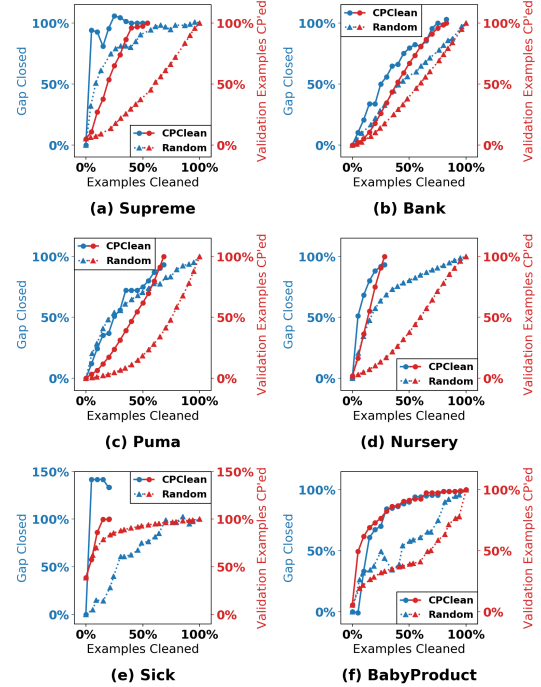 100%
50%
0%
Gap Closed
CPClean
Random
100%
50%
0%
Validation Examples CP'ed
0% 50% 100%
Examples Cleaned
(a) Supreme
100%
50%
0%
Gap Closed
CPClean
Random
100%
50%
0%
Validation Examples CP'ed
0% 50% 100%
Examples Cleaned
(b) Bank
100%
50%
0%
Gap Closed
CPClean
Random
100%
50%
0%
Validation Examples CP'ed
0% 50% 100%
Examples Cleaned
(c) Puma
100%
50%
0%
Gap Closed
CPClean
Random
100%
50%
0%
Validation Examples CP'ed
0% 50% 100%
Examples Cleaned
(d) Nursery
150%
100%
50%
0%
Gap Closed
CPClean
Random
150%
100%
50%
0%
Validation Examples CP'ed
0% 50% 100%
Examples Cleaned
(e) Sick
100%
50%
0%
Gap Closed
CPClean
Random
100%
50%
0%
Validation Examples CP'ed
0% 50% 100%
Examples Cleaned
(f) BabyProduct